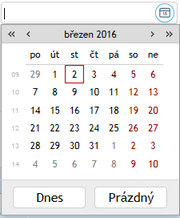 « ‹ březen 2016 › »
po út st čt pá so ne
09 29 1 2 3 4 5 6
10 7 8 9 10 11 12 13
11 14 15 16 17 18 19 20
12 21 22 23 24 25 26 27
13 28 29 30 31 1 2 3
14 4 5 6 7 8 9 10
Dnes Prázdný